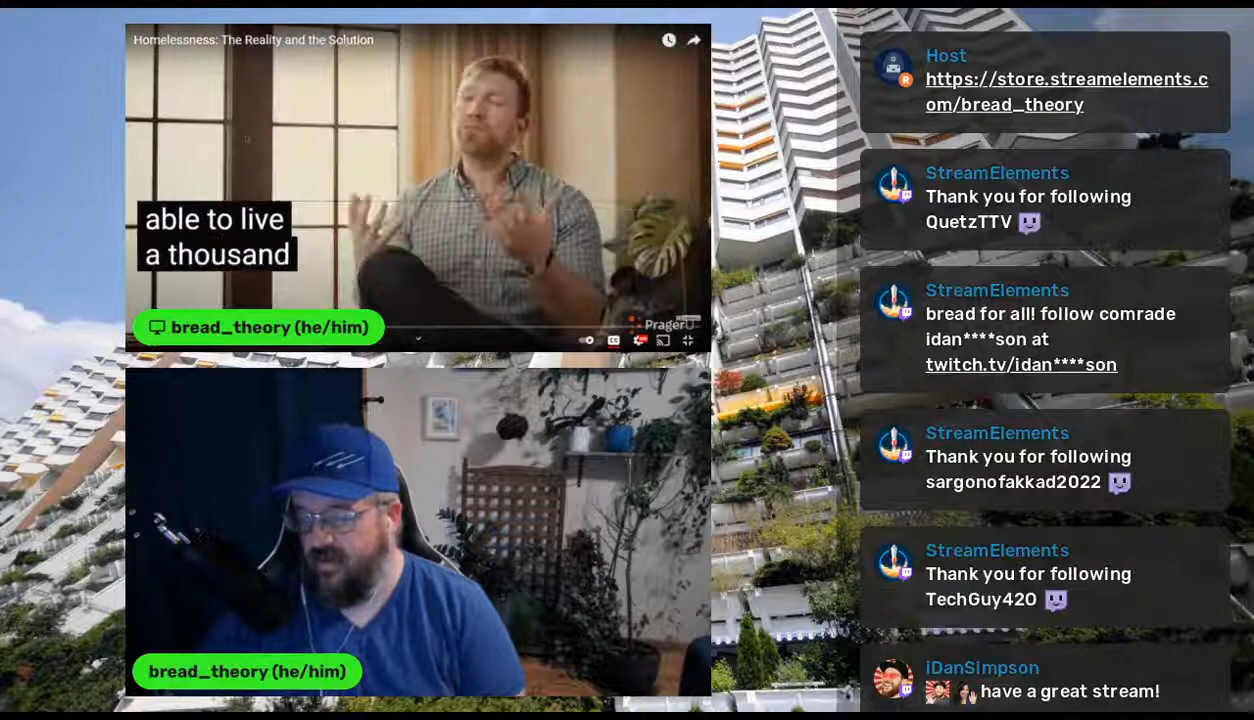 Homelessness: The Reality and the Solution
able to live
a thousand
bread_theory (he/him)
PragerU
bread_theory (he/him)
Host
https://store.streamelements.c
om/bread_theory
StreamElements
Thank you for following
QuetzTTV
StreamElements
bread for all! follow comrade
idan****son at
twitch.tv/idan****son
StreamElements
Thank you for following
sargonofakkad2022
StreamElements
Thank you for following
TechGuy420
iDanSimpson
have a great stream!